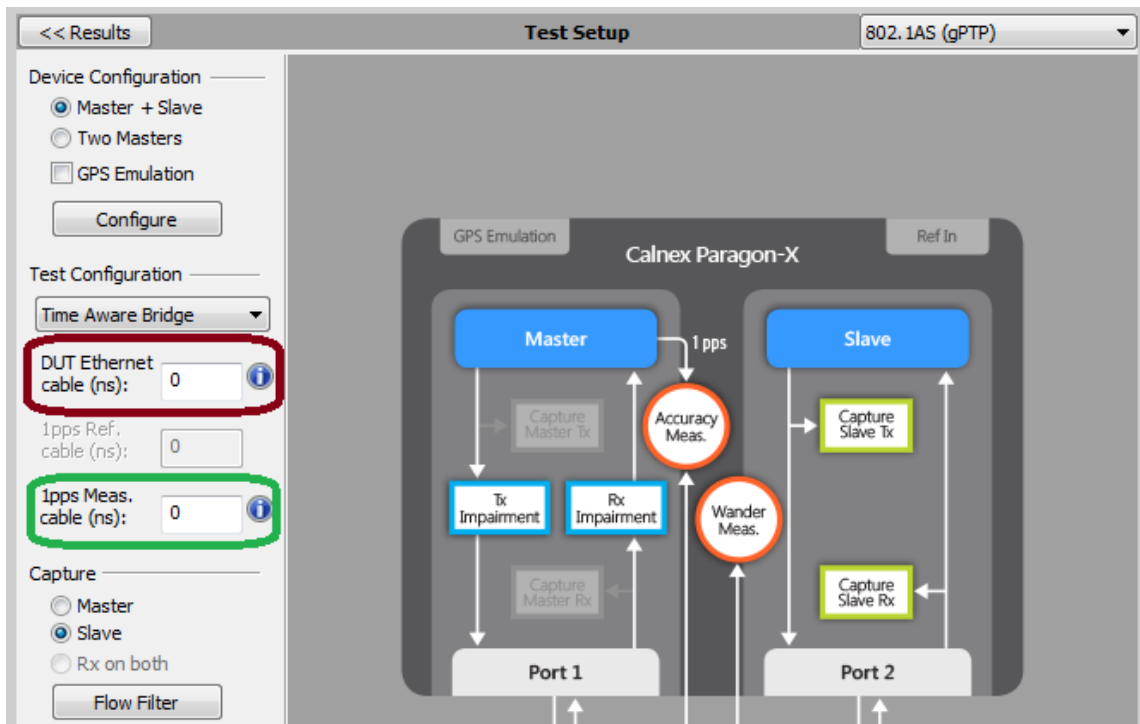 << Results
Test Setup
802.1AS (gPTP)
Device Configuration
Master + Slave
Two Masters
GPS Emulation
Configure
Test Configuration
Time Aware Bridge
DUT Ethernet
cable (ns):
0
1pps Ref.
cable (ns):
0
1pps Meas.
cable (ns):
0
Capture
Master
Slave
Rx on both
Flow Filter
GPS Emulation
Calnex Paragon-X
Ref In
Master
1 pps
Slave
Capture
Master Tx
Accuracy
Meas.
Capture
Slave Tx
Tx
Impairment
Rx
Impairment
Wander
Meas.
Capture
Master Rx
Capture
Slave Rx
Port 1
Port 2